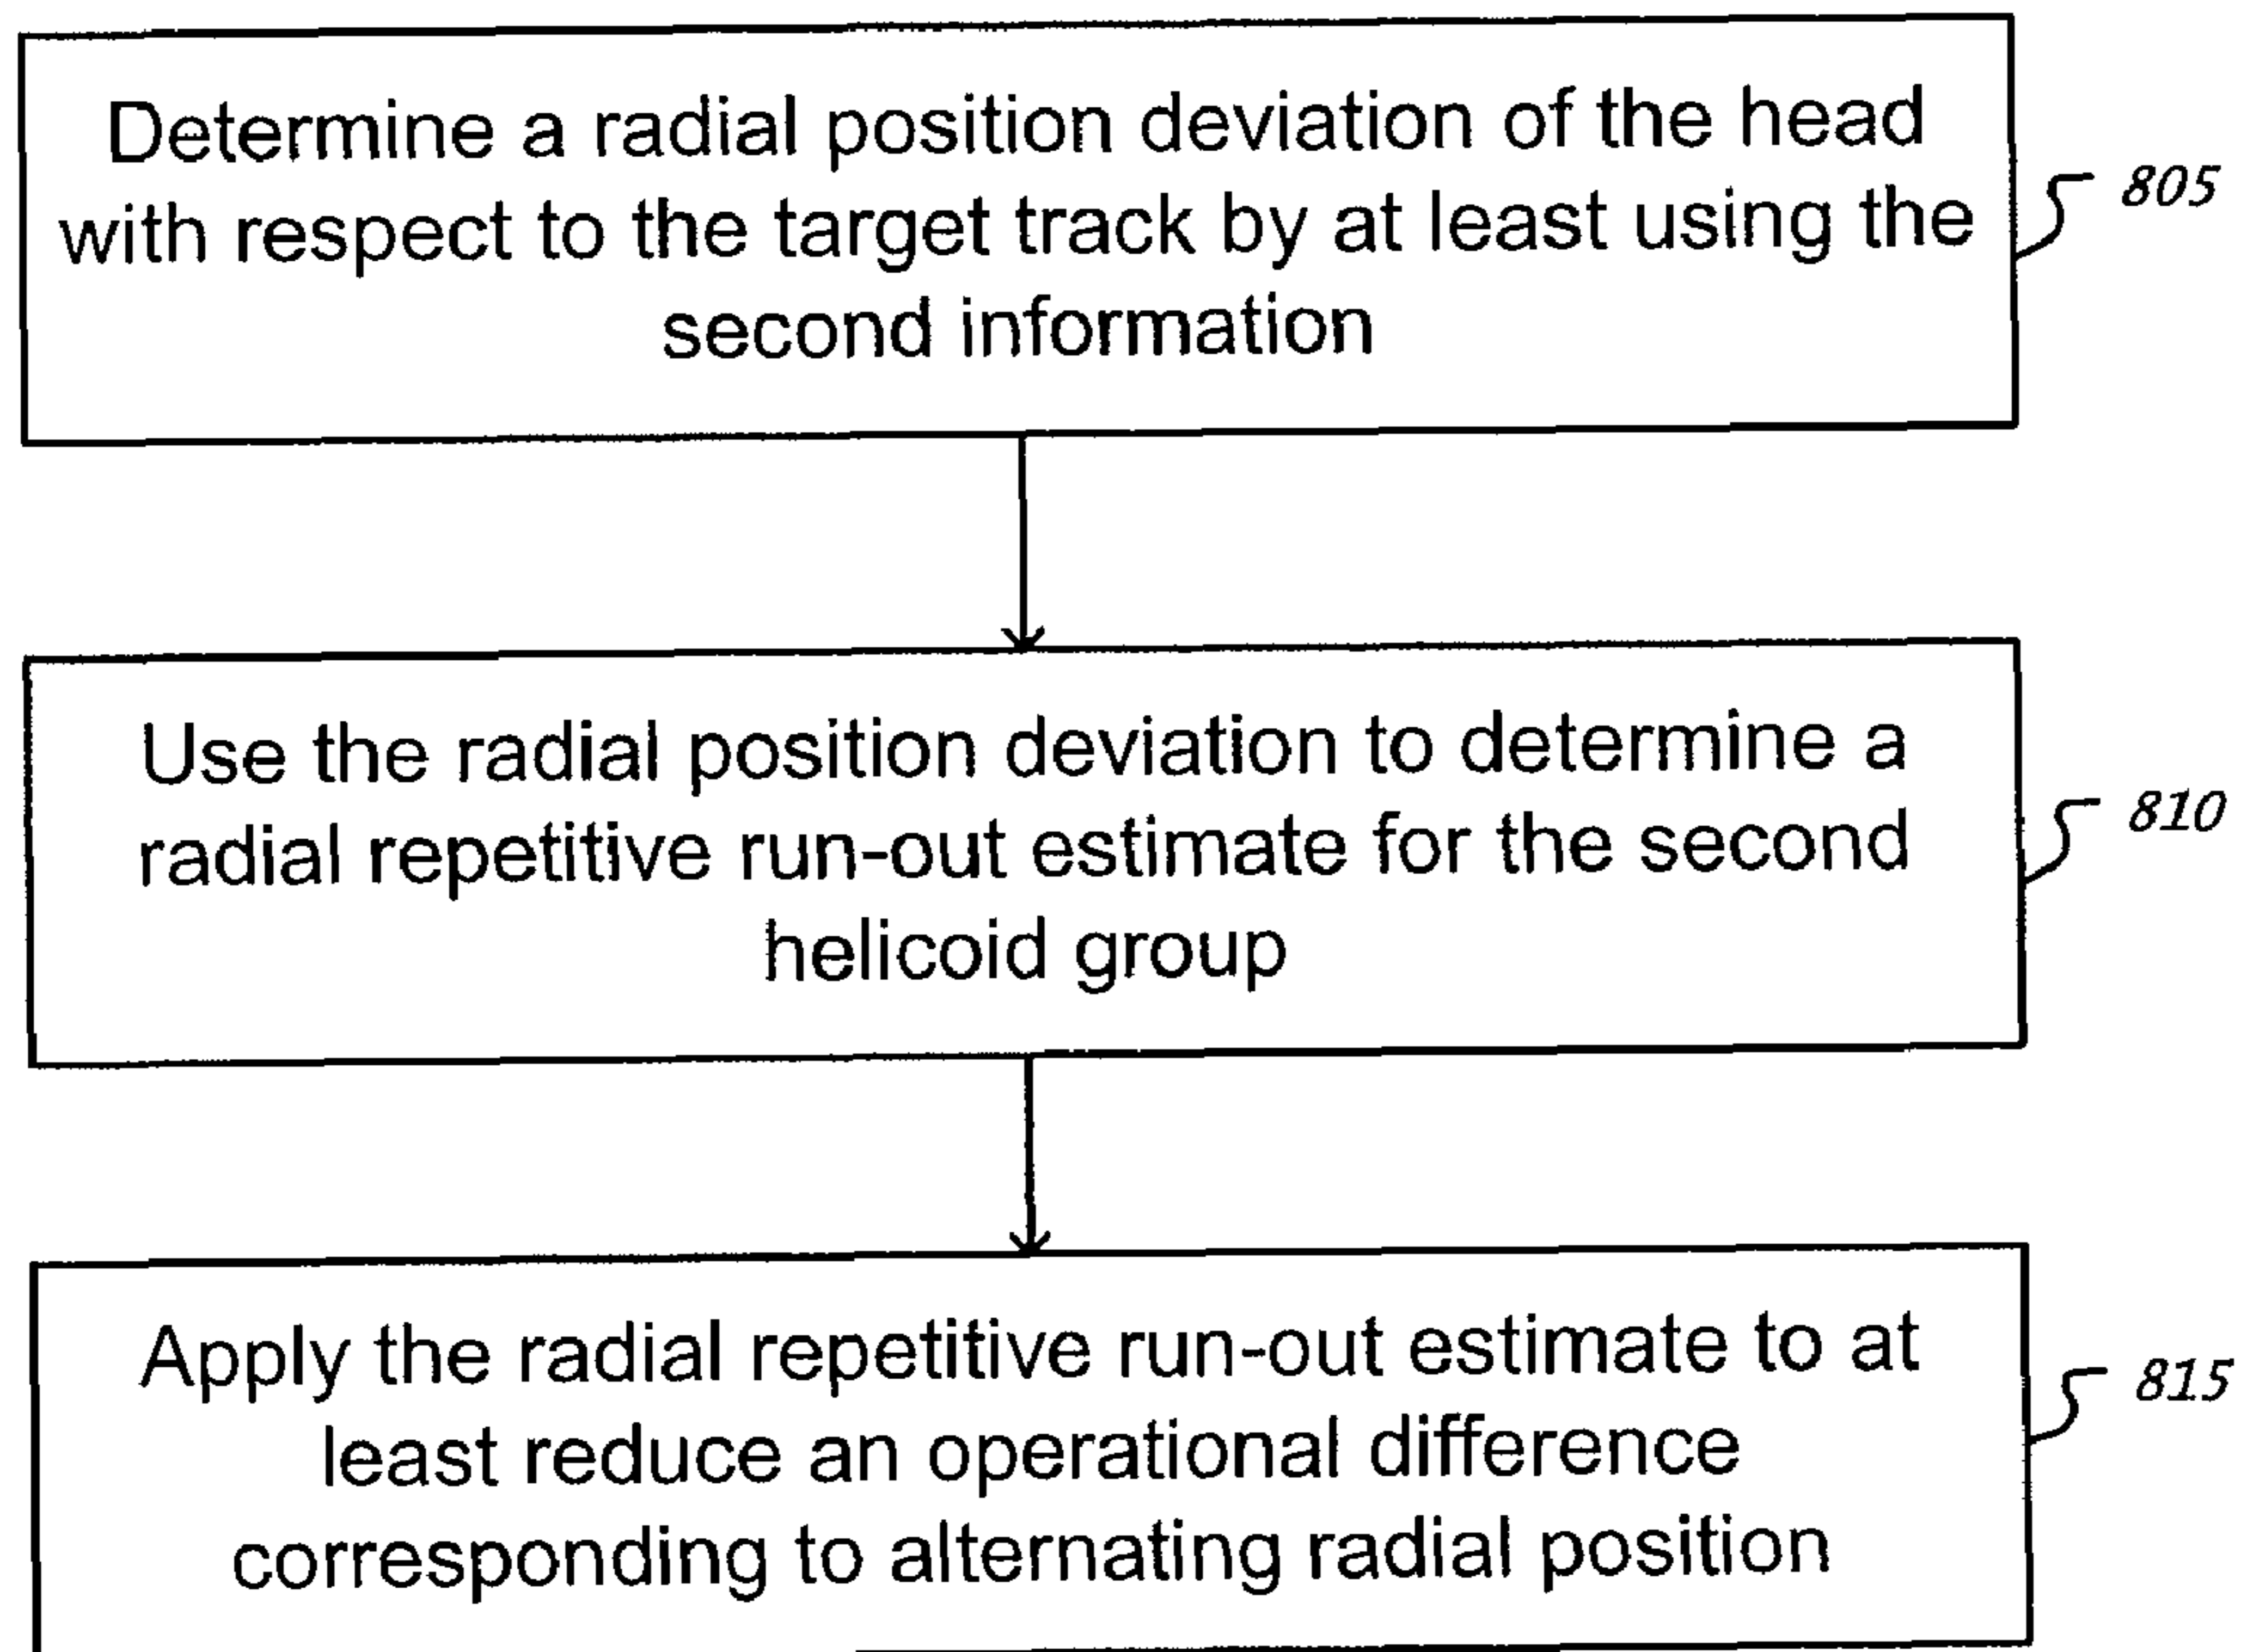 Determine a radial position deviation of the head
with respect to the target track by at least using the
second information
805
Use the radial position deviation to determine a
radial repetitive run-out estimate for the second
helicoid group
810
Apply the radial repetitive run-out estimate to at
least reduce an operational difference
corresponding to alternating radial position
815